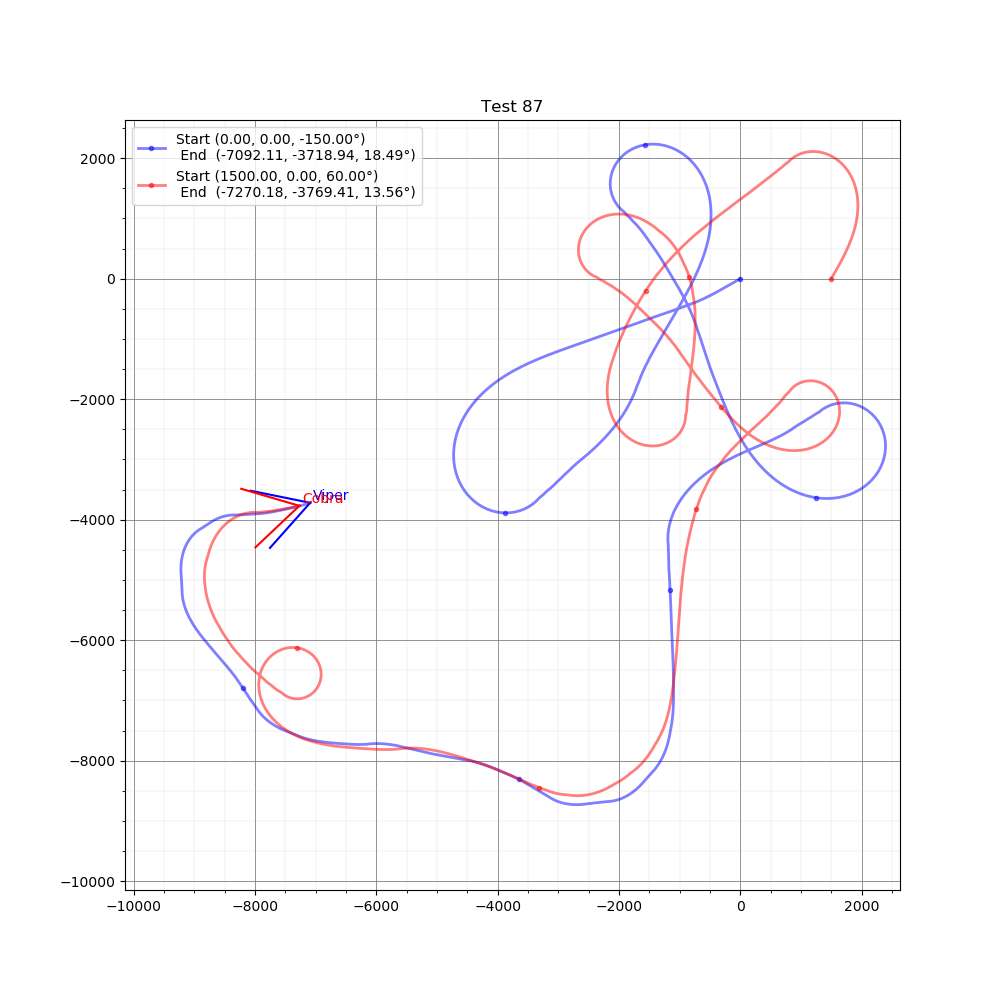 Test 87
Start (0.00, 0.00, -150.00°)
End (-7092.11, -3718.94, 18.49°)
Start (1500.00, 0.00, 60.00°)
End (-7270.18, -3769.41, 13.56°)
2000
0
−2000
−4000
−6000
−8000
−10000
Viper
Cobra
−10000
−8000
−6000
−4000
−2000
0
2000